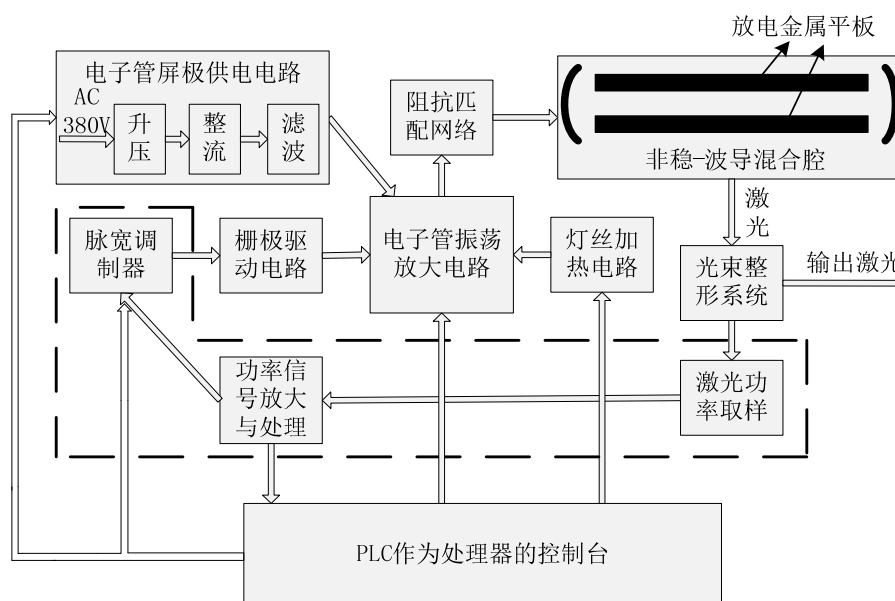 放电金属平板
电子管屏极供电电路
AC
380V
升
压
整
流
滤
波
阻抗匹
配网络
非稳-波导混合腔
激
光
脉宽调
制器
栅极驱
动电路
电子管振荡
放大电路
灯丝加
热电路
光束整
形系统
输出激光
功率信
号放大
与处理
激光功
率取样
PLC作为处理器的控制台